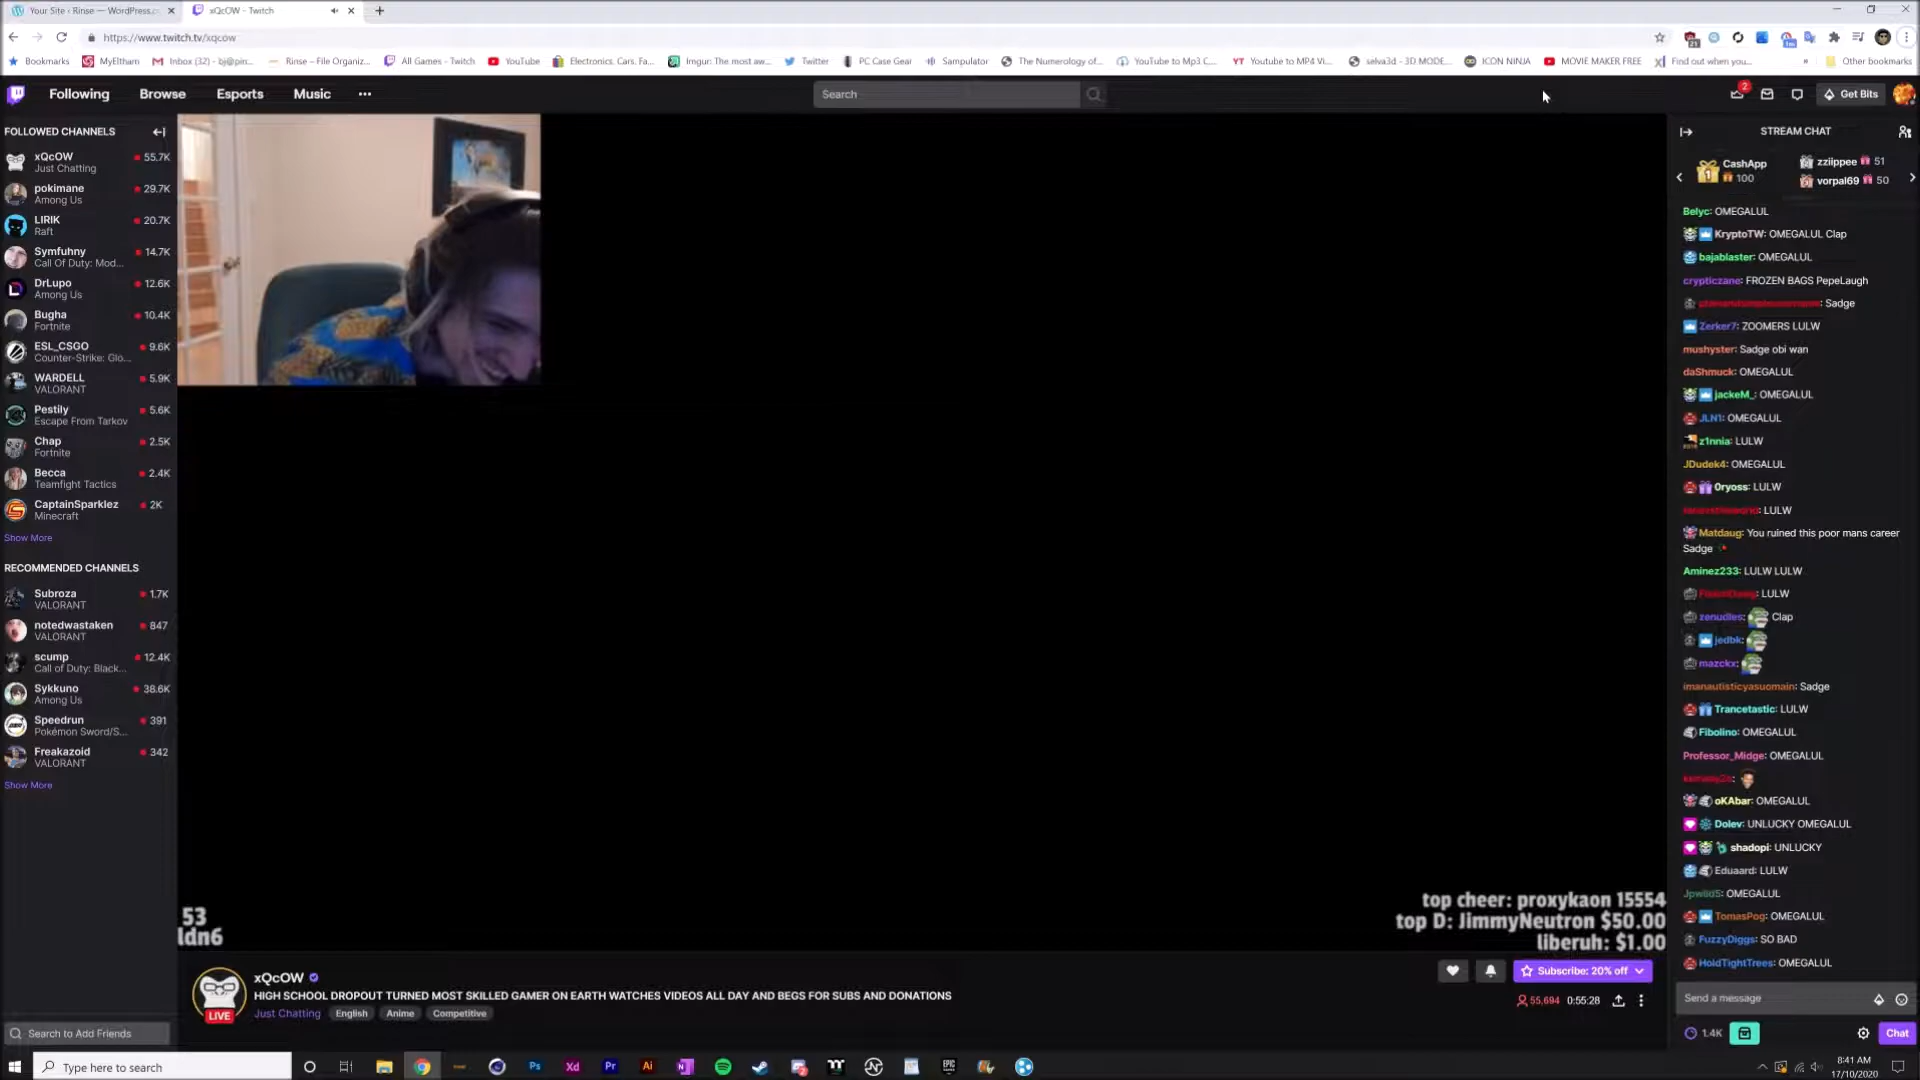 Your Site ‹ Rinse — WordPress.c
xQcOW - Twitch
https://www.twitch.tv/xqcow
Bookmarks
MyEltham
Inbox (32) - bj@pin...
Rinse – File Organiz...
All Games - Twitch
YouTube
Electronics. Cars. Fa...
Imgur: The most aw...
Twitter
PC Case Gear
Sampulator
The Numerology of...
YouTube to Mp3 C...
Youtube to MP4 Vi...
selva3d - 3D MODE...
ICON NINJA
MOVIE MAKER FREE
Find out when you...
»
Other bookmarks
Following
Browse
Esports
Music
Search
2
Get Bits
FOLLOWED CHANNELS
xQcOW
55.7K
Just Chatting
pokimane
29.7K
Among Us
LIRIK
20.7K
Raft
Symfuhny
14.7K
Call Of Duty: Mod...
DrLupo
12.6K
Among Us
Bugha
10.4K
Fortnite
ESL_CSGO
9.6K
Counter-Strike: Glo...
WARDELL
5.9K
VALORANT
Pestily
5.6K
Escape From Tarkov
Chap
2.5K
Fortnite
Becca
2.4K
Teamfight Tactics
CaptainSparklez
2K
Minecraft
Show More
RECOMMENDED CHANNELS
Subroza
1.7K
VALORANT
notedwastaken
847
VALORANT
scump
12.4K
Call of Duty: Black...
Sykkuno
38.6K
Among Us
Speedrun
391
Pokémon Sword/S...
Freakazoid
342
VALORANT
Show More
Search to Add Friends
53
ldn6
top cheer: proxykaon 15554
top D: JimmyNeutron $50.00
liberuh: $1.00
xQcOW
LIVE
HIGH SCHOOL DROPOUT TURNED MOST SKILLED GAMER ON EARTH WATCHES VIDEOS ALL DAY AND BEGS FOR SUBS AND DONATIONS
Just Chatting
English
Anime
Competitive
Subscribe: 20% off
55,694
0:55:28
STREAM CHAT
CashApp
100
zziippee 51
vorpal69 50
Belyc: OMEGALUL
KryptoTW: OMEGALUL Clap
bajablaster: OMEGALUL
crypticzane: FROZEN BAGS PepeLaugh
: Sadge
Zerker7: ZOOMERS LULW
mushyster: Sadge obi wan
daShmuck: OMEGALUL
jackeM_: OMEGALUL
JLN1: OMEGALUL
z1nnia: LULW
JDudek4: OMEGALUL
0ryoss: LULW
: LULW
Matdaug: You ruined this poor mans career
Sadge
Aminez233: LULW LULW
: LULW
zenudles: Clap
jedbk:
mazckx:
imanautisticyasuomain: Sadge
Trancetastic: LULW
Fibolino: OMEGALUL
Professor_Midge: OMEGALUL
oKAbar: OMEGALUL
Dolev: UNLUCKY OMEGALUL
shadopi: UNLUCKY
Eduaard: LULW
: OMEGALUL
TomasPog: OMEGALUL
FuzzyDiggs: SO BAD
HoldTightTrees: OMEGALUL
Send a message
1.4K
Chat
Type here to search
8:41 AM
17/10/2020